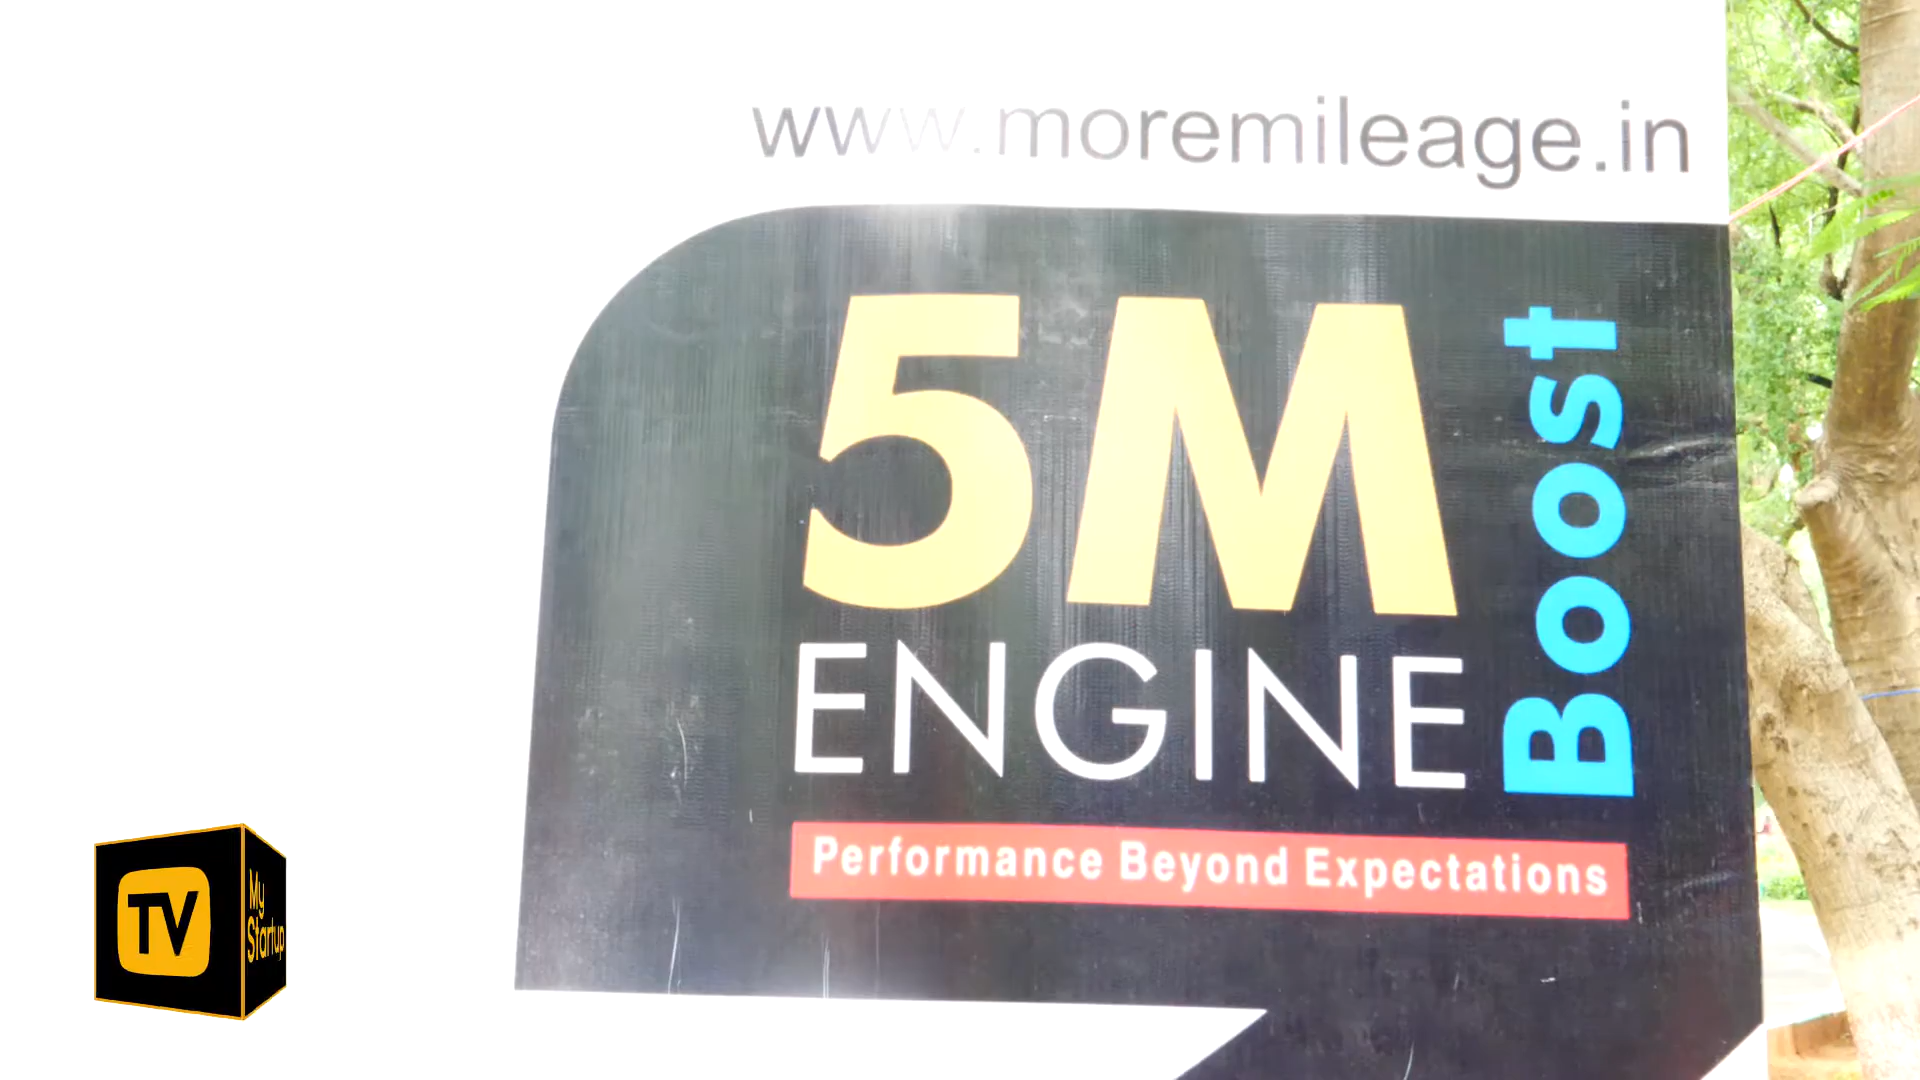 www.moremileage.in
5M
ENGINE
Boost
Performance Beyond Expectations
TV
My
Startup